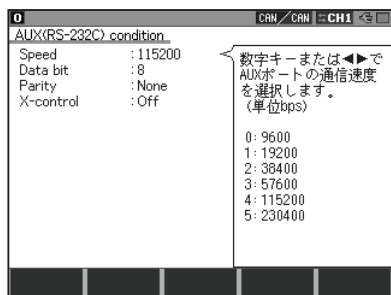 0
CAN/CAN CH1
AUX(RS-232C) condition
Speed :115200
Data bit :8
Parity :None
X-control :Off
数字キーまたは◀▶で
AUXポートの通信速度
を選択します。
(単位bps)
0:9600
1:19200
2:38400
3:57600
4:115200
5:230400